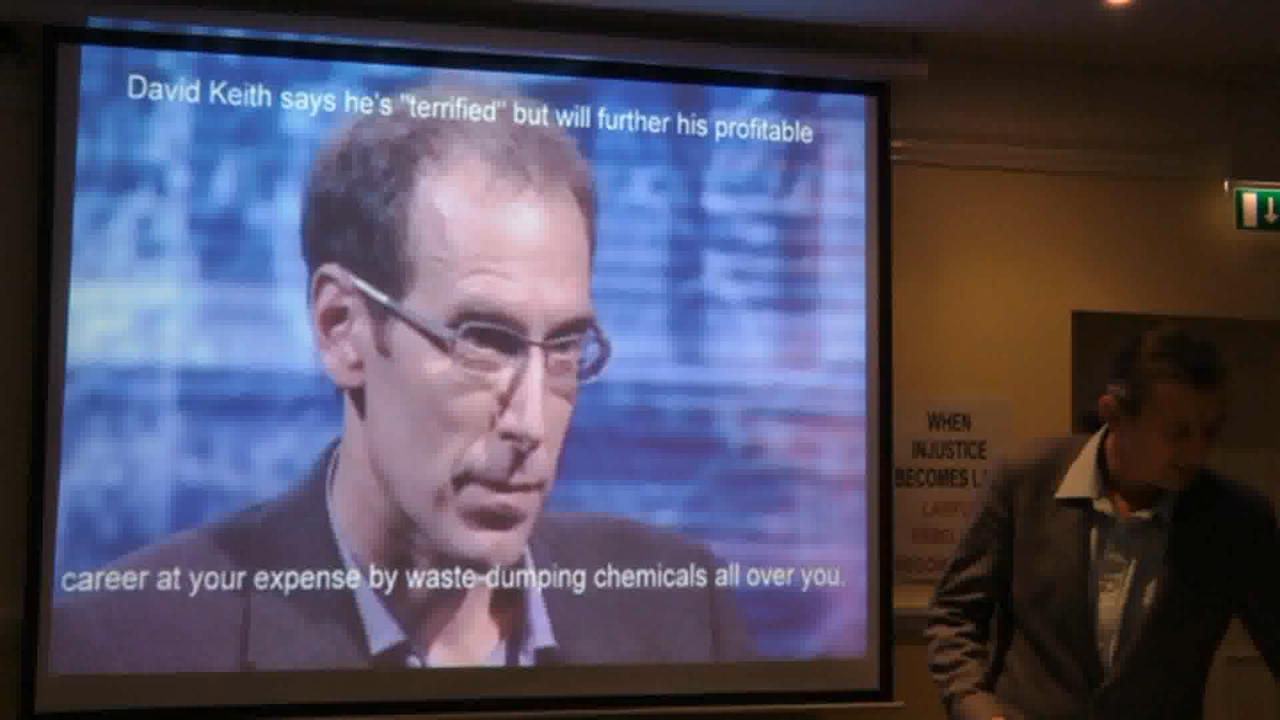 David Keith says he's "terrified" but will further his profitable
career at your expense by waste-dumping chemicals all over you.
WHEN
INJUSTICE
BECOMES